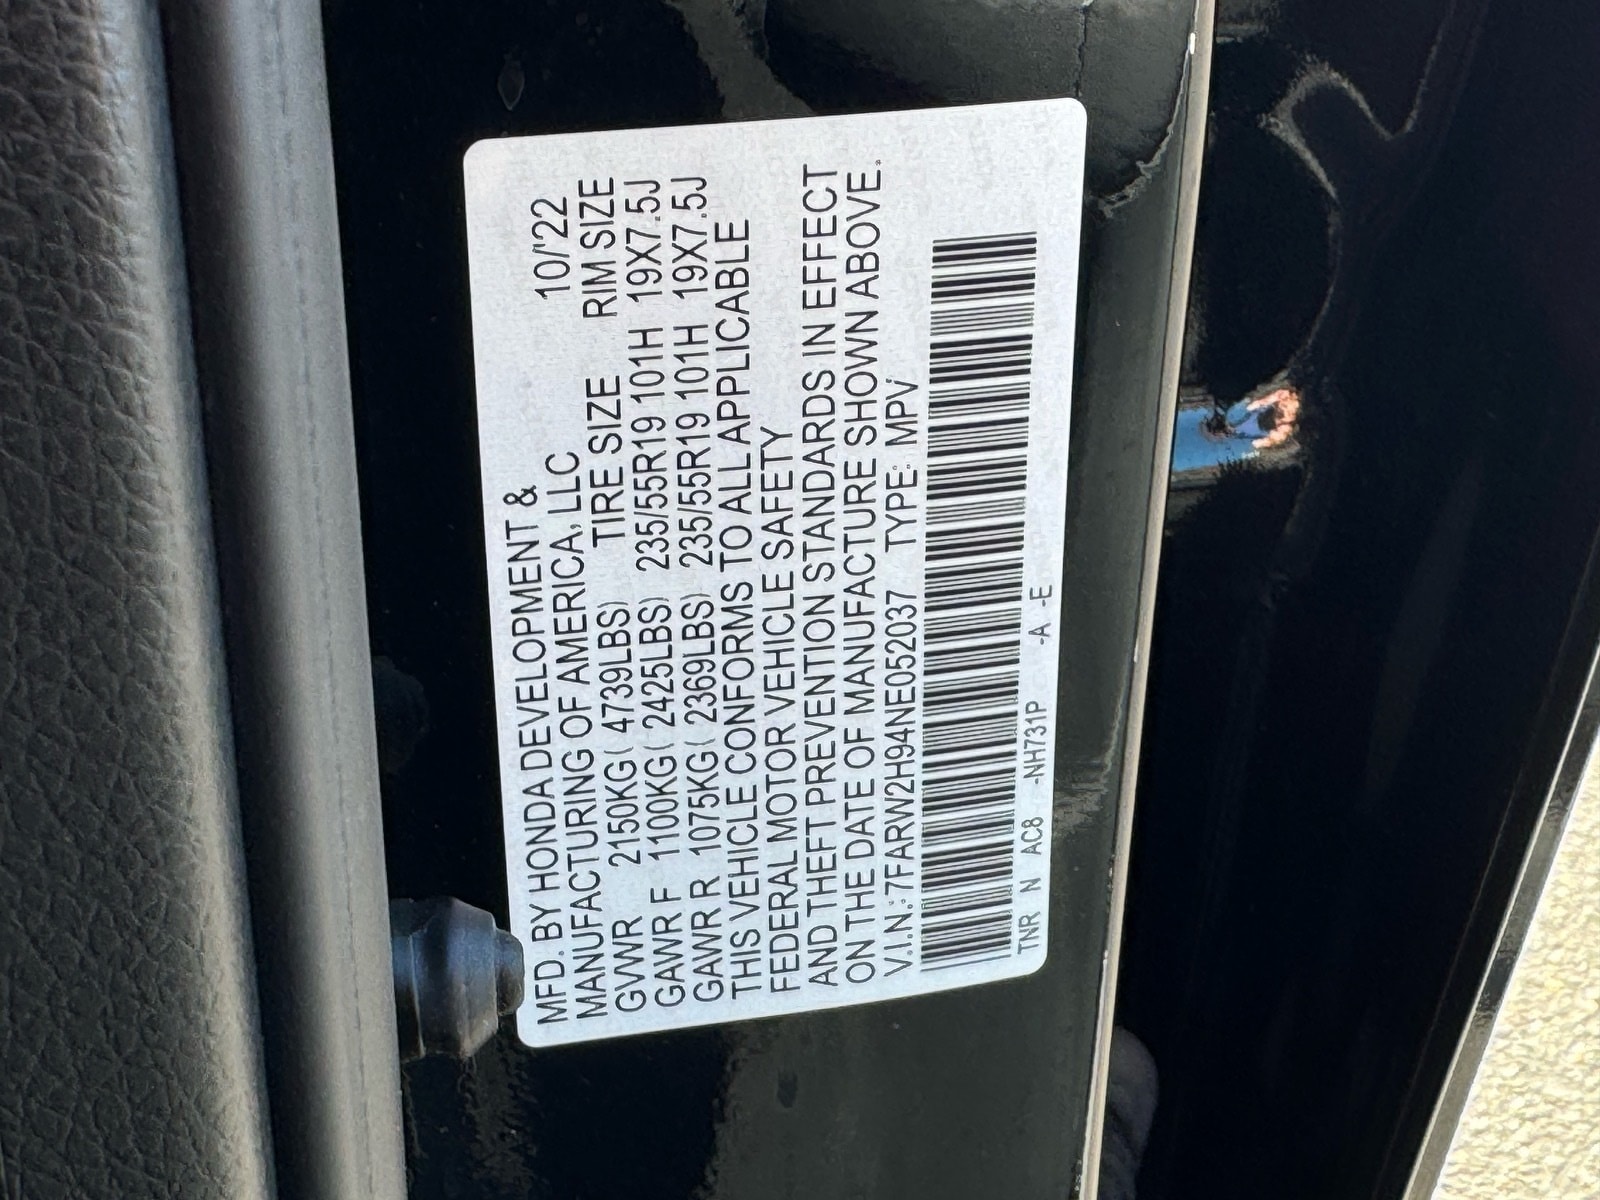 MFD. BY HONDA DEVELOPMENT & 10/'22
MANUFACTURING OF AMERICA, LLC
GVWR 2150KG( 4739LBS) TIRE SIZE RIM SIZE
GAWR F 1100KG( 2425LBS) 235/55R19 101H 19X7.5J
GAWR R 1075KG( 2369LBS) 235/55R19 101H 19X7.5J
THIS VEHICLE CONFORMS TO ALL APPLICABLE
FEDERAL MOTOR VEHICLE SAFETY
AND THEFT PREVENTION STANDARDS IN EFFECT
ON THE DATE OF MANUFACTURE SHOWN ABOVE.
V.I.N.:7FARW2H94NE052037 TYPE: MPV
TNR N AC8 -NH731P -A -E